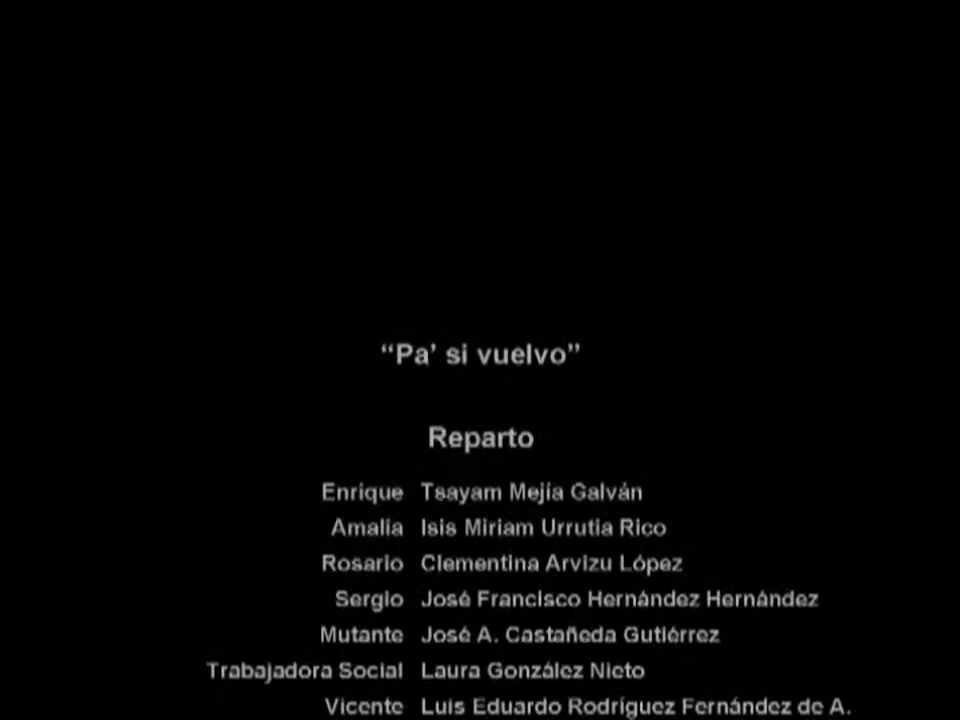 “Pa’ si vuelvo”
Reparto
Enrique Tsayam Mejía Galván
Amalia Isis Miriam Urrutia Rico
Rosario Clementina Arvizu López
Sergio José Francisco Hernández Hernández
Mutante José A. Castañeda Gutiérrez
Trabajadora Social Laura González Nieto
Vicente Luis Eduardo Rodríguez Fernández de A.